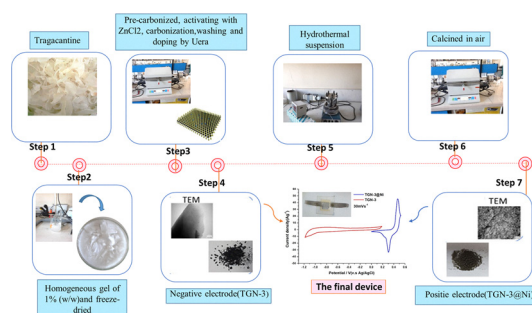 Tragacantine
Pre-carbonized, activating with
ZnCl2, carbonization,washing and
doping by Uera
Hydrothermal
suspension
Calcined in air
Step 1
Step2
Step3
Step 4
Step 5
Step 6
Step 7
Homogeneous gel of
1% (w/w)and freeze-
dried
TEM
Negative electrode(TGN-3)
TGN-3@Ni
TGN-3
Current density(Ag⁻¹)
Potential V(v.s Ag/AgCl)
The final device
TEM
Positie electrode(TGN-3@Ni)